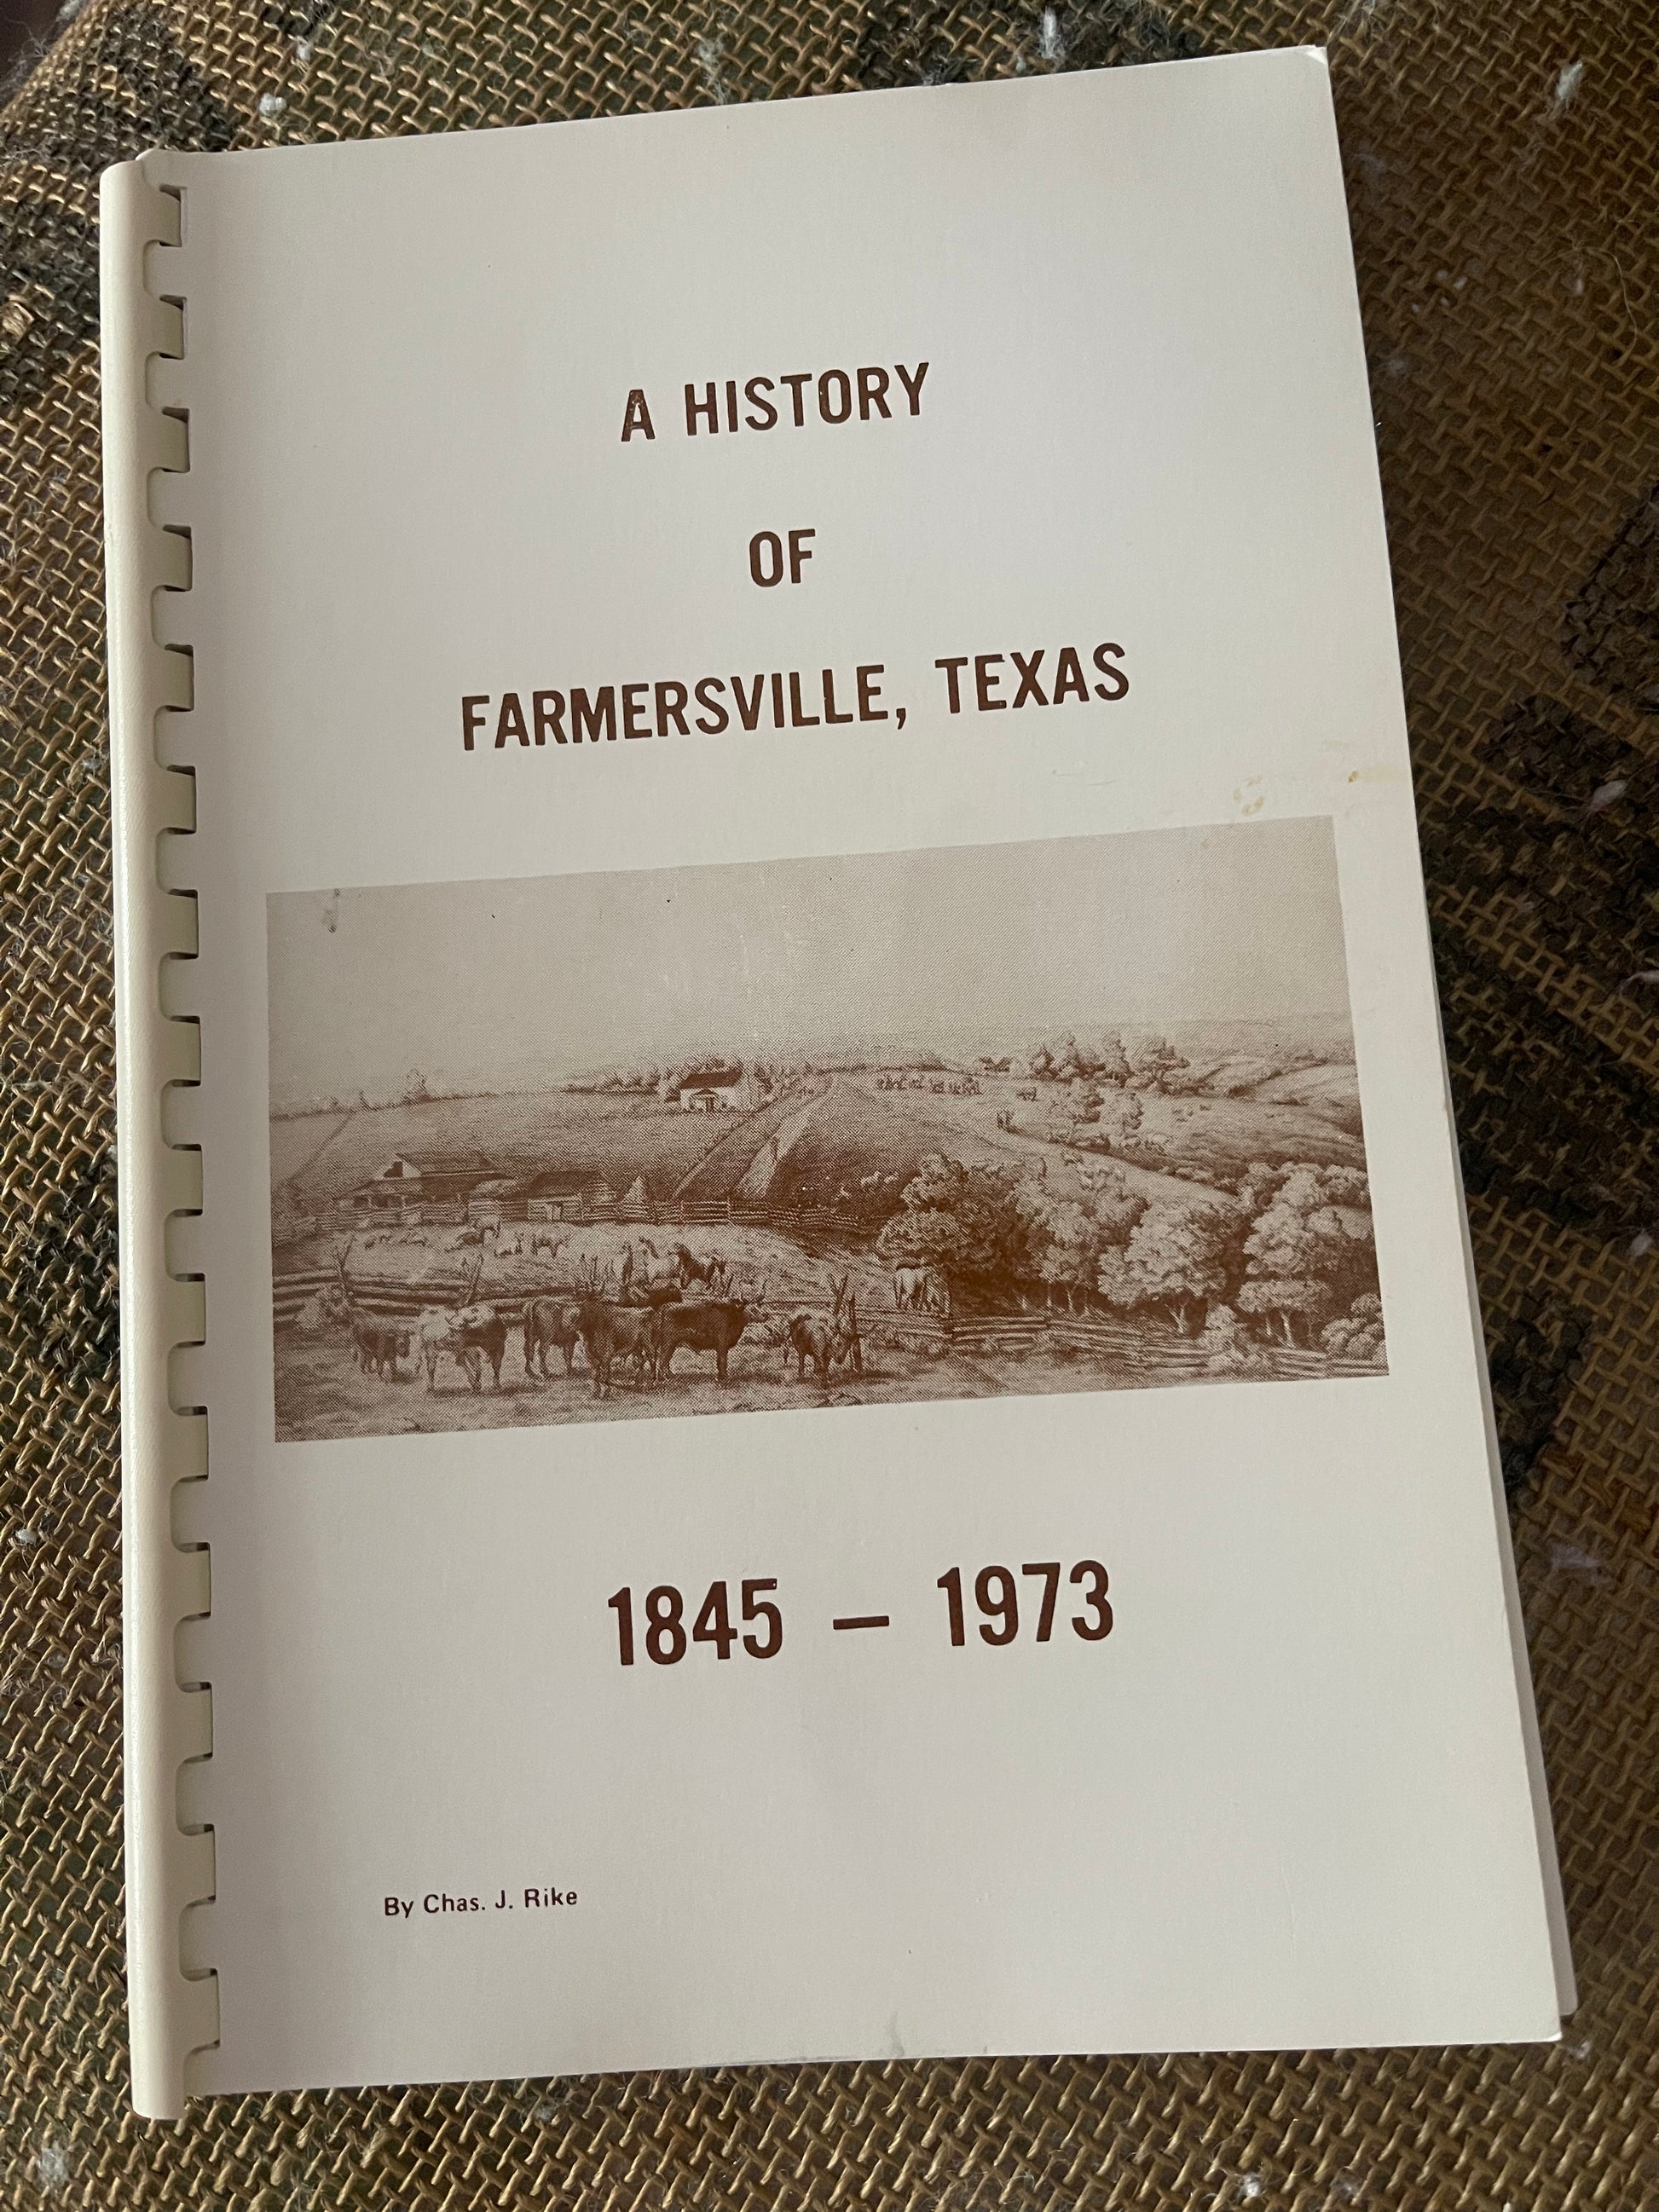 A HISTORY
OF
FARMERSVILLE, TEXAS
1845 – 1973
By Chas. J. Rike